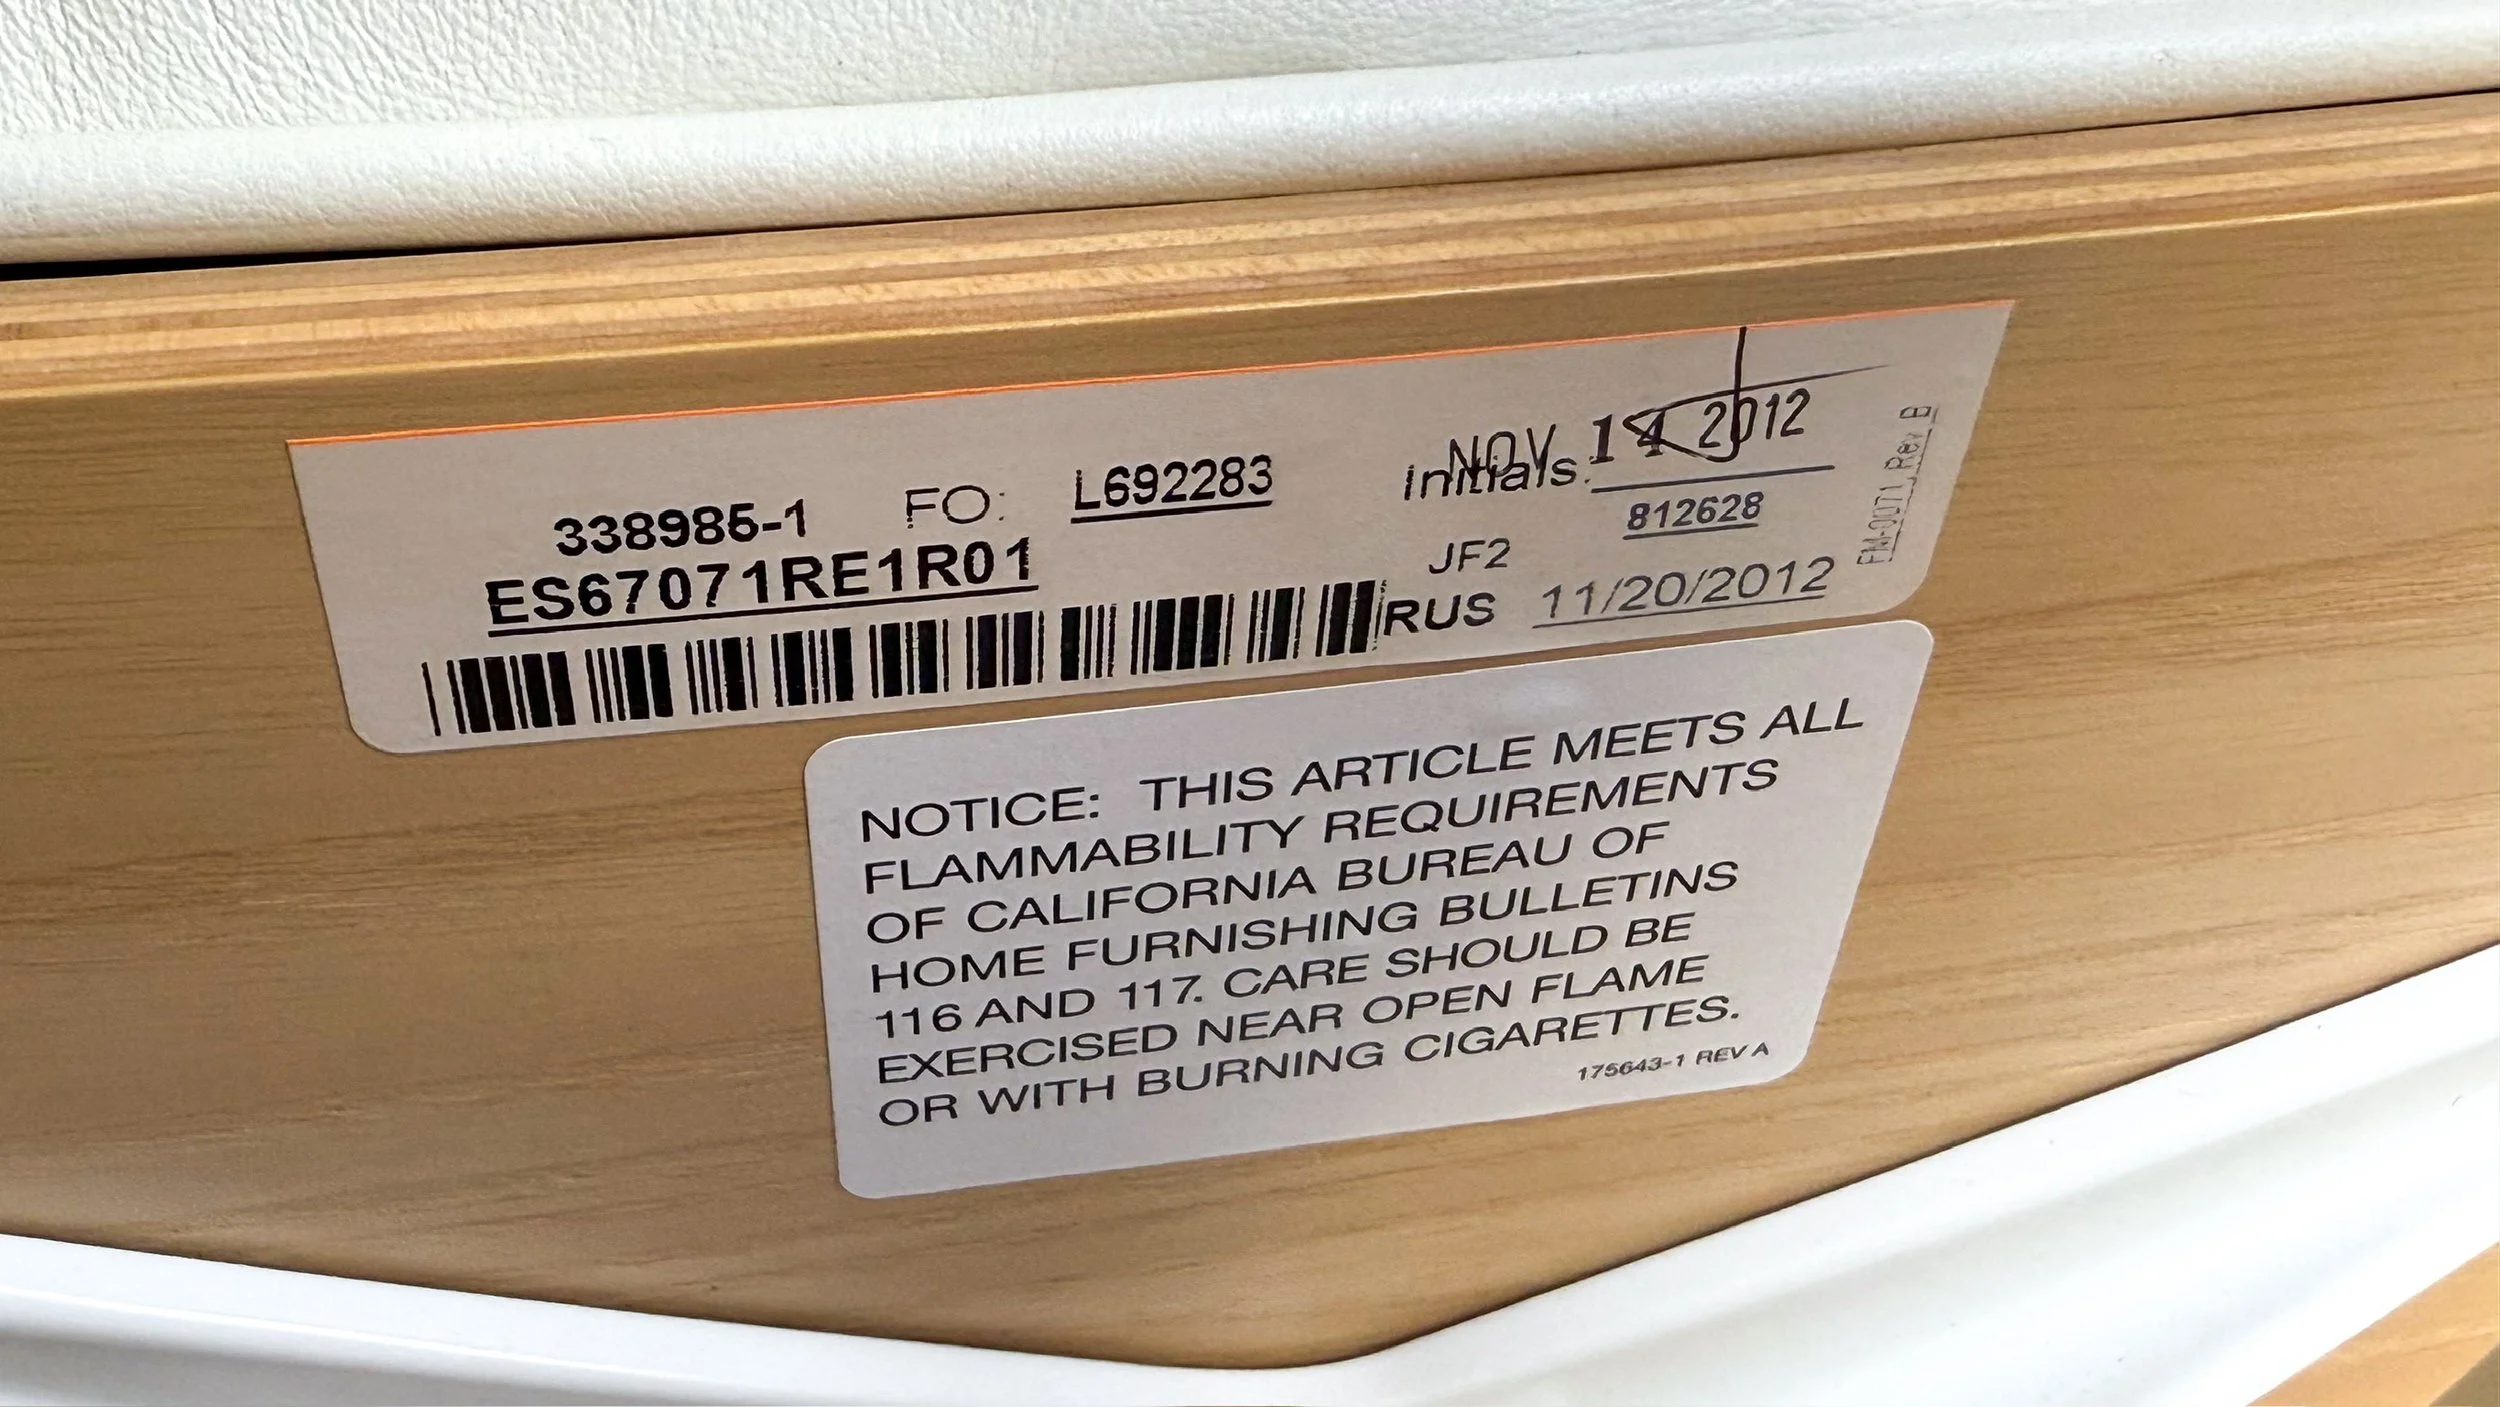 338985-1 FO: L692283 Initials: NOV 14 2012
ES67071RE1R01 JF2 812628
RUS 11/20/2012
FM-0071 Rev B
NOTICE: THIS ARTICLE MEETS ALL
FLAMMABILITY REQUIREMENTS
OF CALIFORNIA BUREAU OF
HOME FURNISHING BULLETINS
116 AND 117. CARE SHOULD BE
EXERCISED NEAR OPEN FLAME
OR WITH BURNING CIGARETTES.
175643-1 REV A